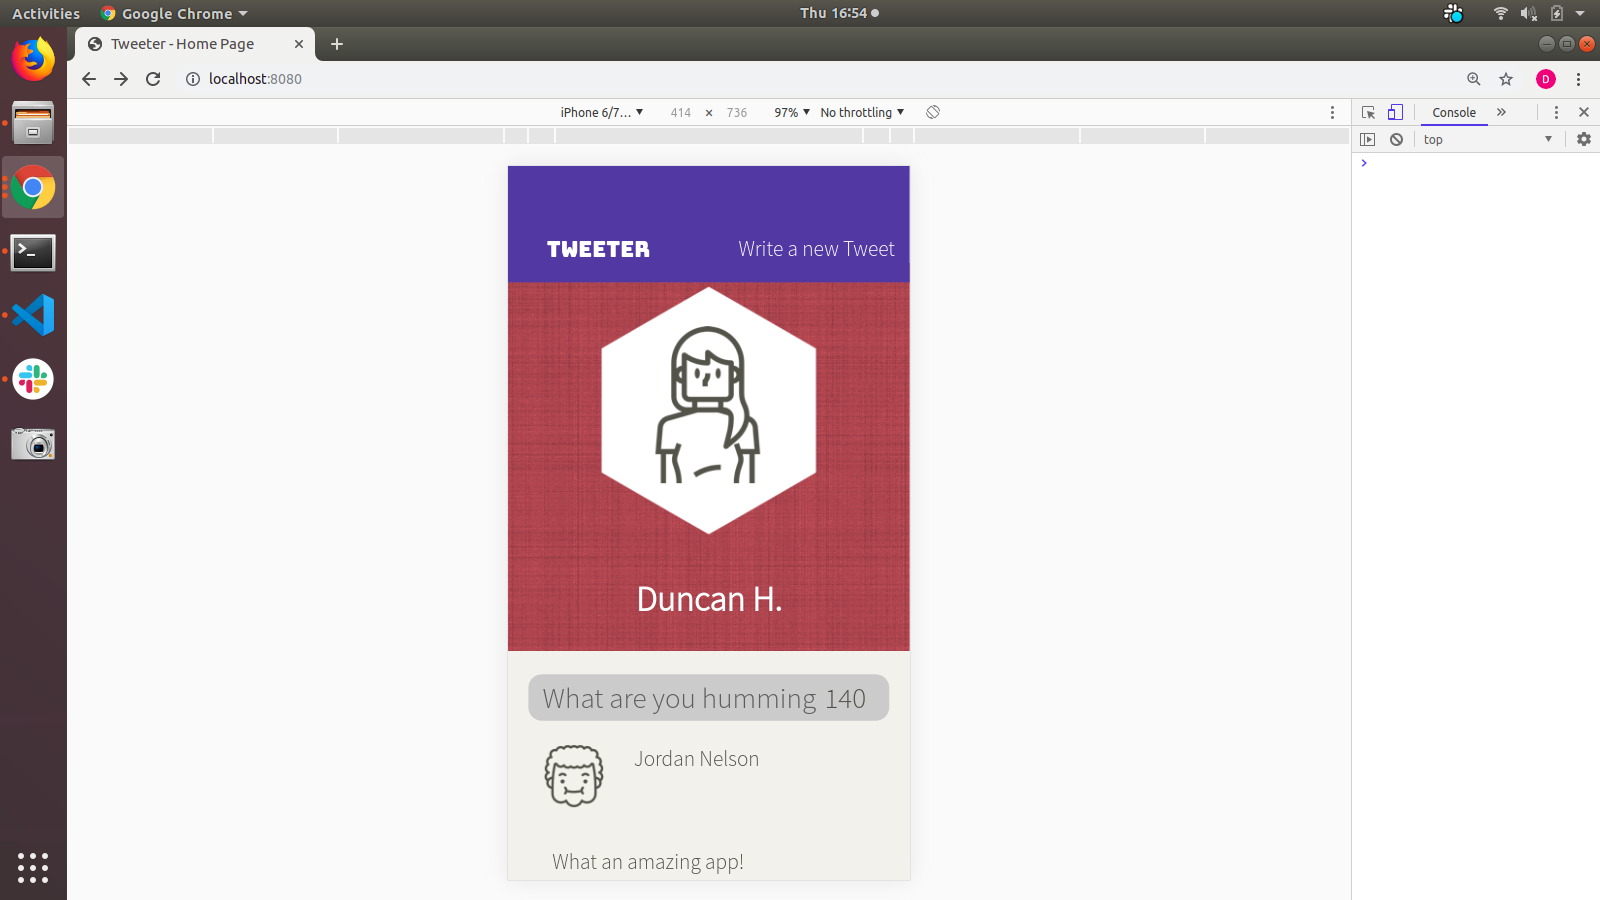 Activities Google Chrome Thu 16:54
Tweeter - Home Page
localhost:8080 D
iPhone 6/7... 414 × 736 97% No throttling Console
top
TWEETER Write a new Tweet
Duncan H.
What are you humming 140
Jordan Nelson
What an amazing app!